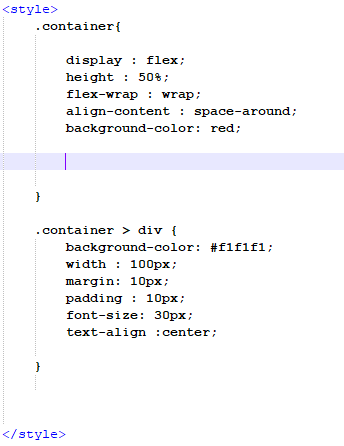 <style>
.container{
display : flex;
height : 50%;
flex-wrap : wrap;
align-content : space-around;
background-color: red;
}
.container > div {
background-color: #f1f1f1;
width : 100px;
margin: 10px;
padding : 10px;
font-size: 30px;
text-align :center;
}
</style>